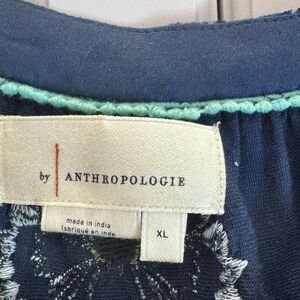 by ANTHROPOLOGIE
made in india
fabriqué en inde
XL